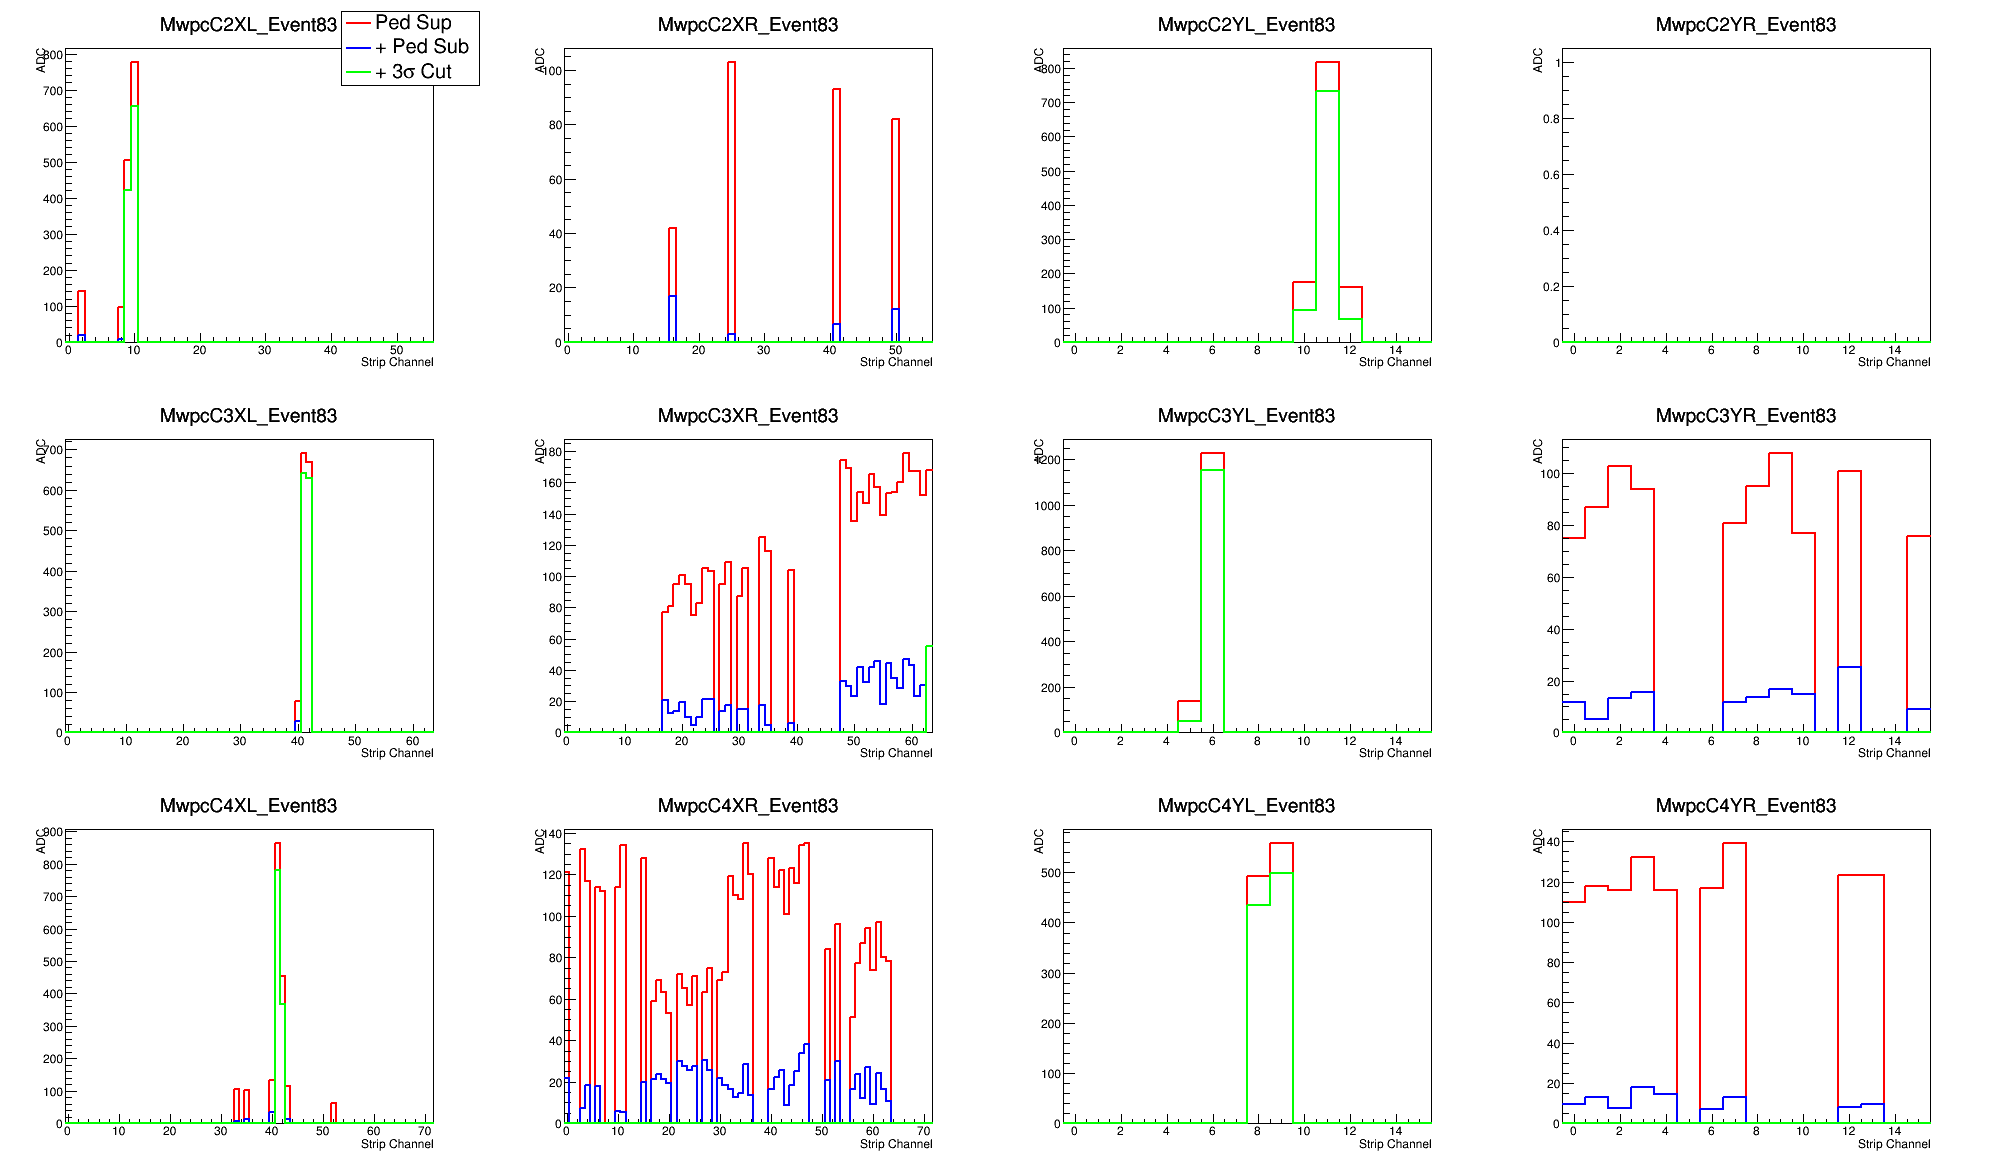 MwpcC2XL_Event83
Ped Sup
+ Ped Sub
+ 3σ Cut
ADC
800
700
600
500
400
300
200
100
0
0 10 20 30 40 50
Strip Channel
MwpcC2XR_Event83
ADC
100
80
60
40
20
0
0 10 20 30 40 50
Strip Channel
MwpcC2YL_Event83
ADC
800
700
600
500
400
300
200
100
0
0 2 4 6 8 10 12 14
Strip Channel
MwpcC2YR_Event83
ADC
1
0.8
0.6
0.4
0.2
0
0 2 4 6 8 10 12 14
Strip Channel
MwpcC3XL_Event83
ADC
700
600
500
400
300
200
100
0
0 10 20 30 40 50 60
Strip Channel
MwpcC3XR_Event83
ADC
180
160
140
120
100
80
60
40
20
0
0 10 20 30 40 50 60
Strip Channel
MwpcC3YL_Event83
ADC
1200
1000
800
600
400
200
0
0 2 4 6 8 10 12 14
Strip Channel
MwpcC3YR_Event83
ADC
100
80
60
40
20
0
0 2 4 6 8 10 12 14
Strip Channel
MwpcC4XL_Event83
ADC
900
800
700
600
500
400
300
200
100
0
0 10 20 30 40 50 60 70
Strip Channel
MwpcC4XR_Event83
ADC
140
120
100
80
60
40
20
0
0 10 20 30 40 50 60 70
Strip Channel
MwpcC4YL_Event83
ADC
500
400
300
200
100
0
0 2 4 6 8 10 12 14
Strip Channel
MwpcC4YR_Event83
ADC
140
120
100
80
60
40
20
0
0 2 4 6 8 10 12 14
Strip Channel